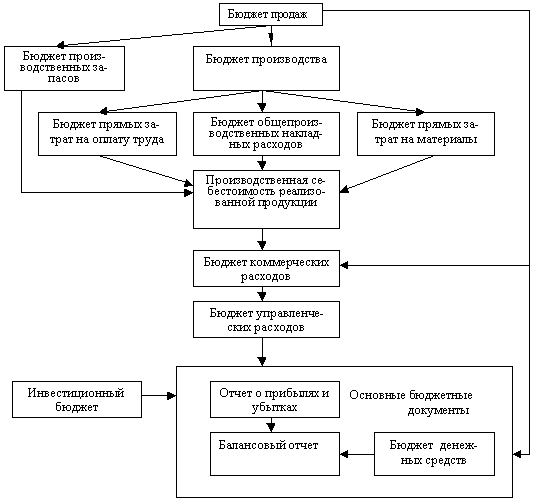 Бюджет продаж
Бюджет произ-
водственных за-
пасов
Бюджет производства
Бюджет прямых за-
трат на оплату труда
Бюджет общепроиз-
водственных наклад-
ных расходов
Бюджет прямых за-
трат на материалы
Производственная се-
бестоимость реализо-
ванной продукции
Бюджет коммерческих
расходов
Бюджет управленче-
ских расходов
Инвестиционный
бюджет
Отчет о прибылях и
убытках
Основные бюджетные
документы
Балансовый отчет
Бюджет денеж-
ных средств